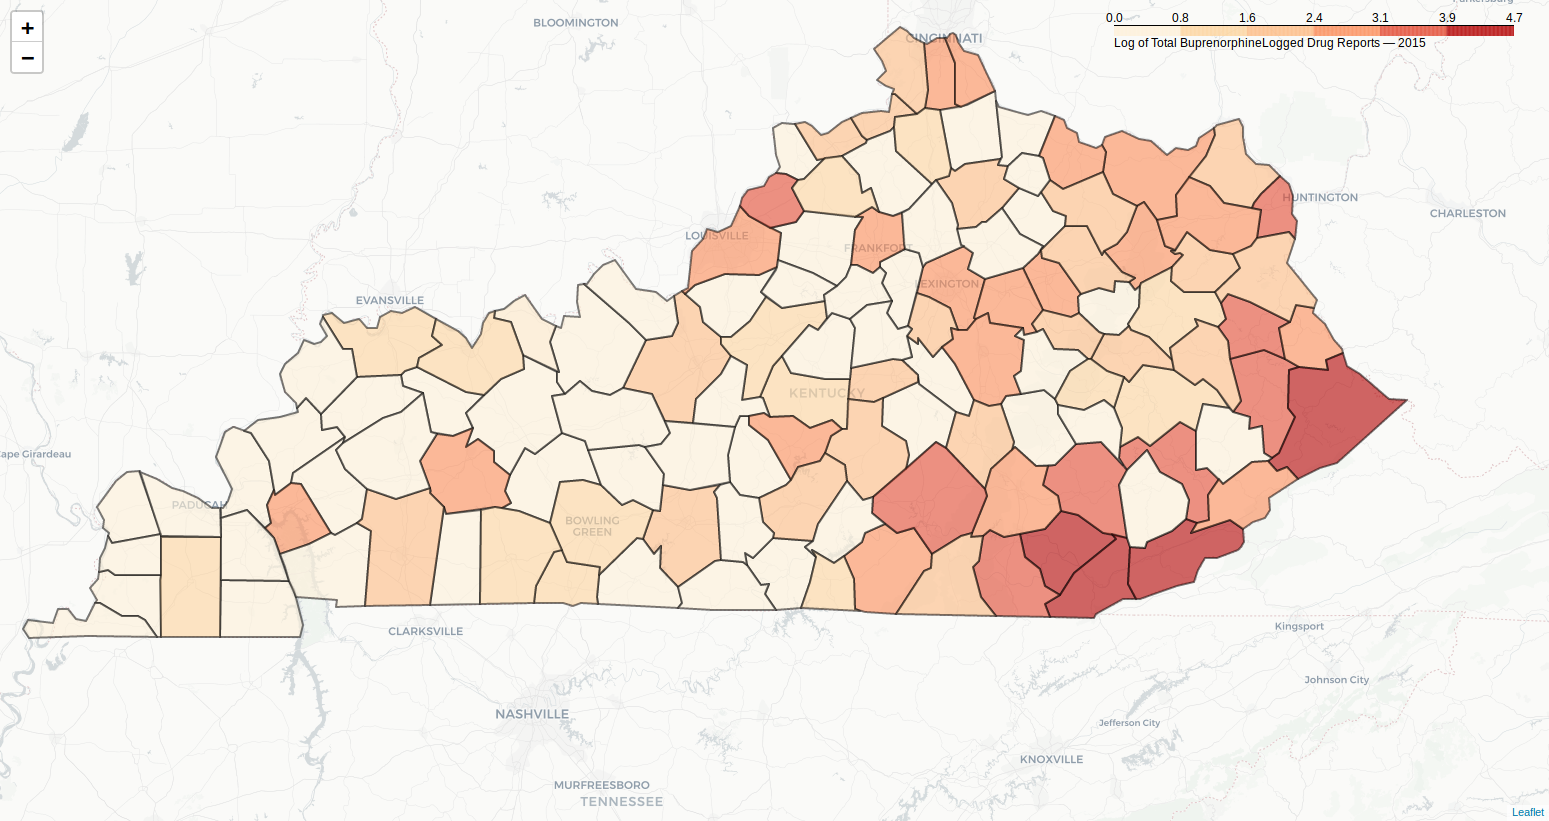 +
−
BLOOMINGTON
CINCINNATI
0.0 0.8 1.6 2.4 3.1 3.9 4.7
Log of Total BuprenorphineLogged Drug Reports — 2015
HUNTINGTON
CHARLESTON
LOUISVILLE
FRANKFORT
LEXINGTON
EVANSVILLE
KENTUCKY
Cape Girardeau
PADUCAH
BOWLING
GREEN
CLARKSVILLE
Kingsport
Johnson City
NASHVILLE
Jefferson City
KNOXVILLE
MURFREESBORO
TENNESSEE
Leaflet